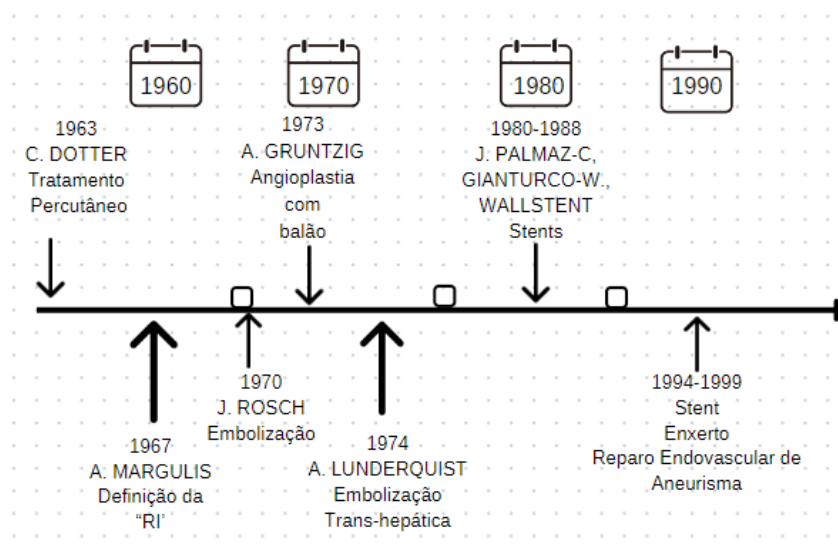 1960
1970
1980
1990
1963
C. DOTTER
Tratamento
Percutâneo
1973
A. GRUNTZIG
Angioplastia
com
balão
1980-1988
J. PALMAZ-C,
GIANTURCO-W.,
WALLSTENT
Stents
1967
A. MARGULIS
Definição da
“RI’
1970
J. ROSCH
Embolização
1974
A. LUNDERQUIST
Embolização
Trans-hepática
1994-1999
Stent
Enxerto
Reparo Endovascular de
Aneurisma